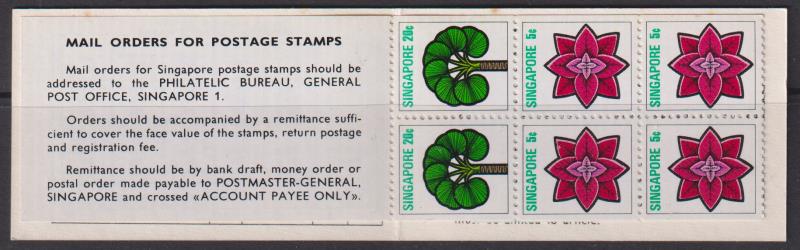 MAIL ORDERS FOR POSTAGE STAMPS
Mail orders for Singapore postage stamps should be
addressed to the PHILATELIC BUREAU, GENERAL
POST OFFICE, SINGAPORE 1.
Orders should be accompanied by a remittance suffi-
cient to cover the face value of the stamps, return postage
and registration fee.
Remittance should be by bank draft, money order or
postal order made payable to POSTMASTER-GENERAL,
SINGAPORE and crossed «ACCOUNT PAYEE ONLY».
SINGAPORE 20c
SINGAPORE 5c
SINGAPORE 5c
SINGAPORE 20c
SINGAPORE 5c
SINGAPORE 5c
to article.